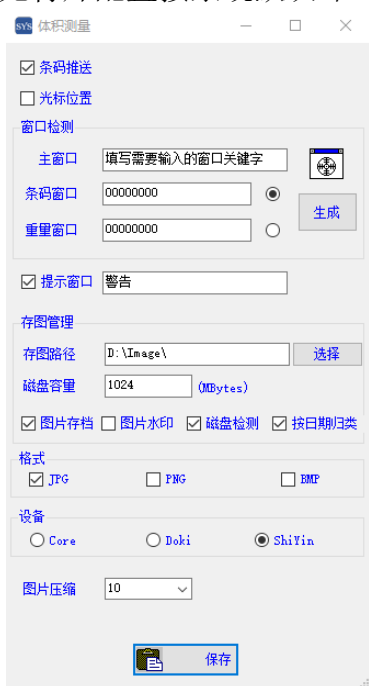 SYS 体积测量
条码推送
光标位置
窗口检测
主窗口 填写需要输入的窗口关键字
条码窗口 00000000
生成
重量窗口 00000000
提示窗口 警告
存图管理
存图路径 D:\Image\ 选择
磁盘容量 1024 (MBytes)
图片存档 图片水印 磁盘检测 按日期归类
格式
JPG PNG BMP
设备
Core Doki ShiYin
图片压缩 10
保存